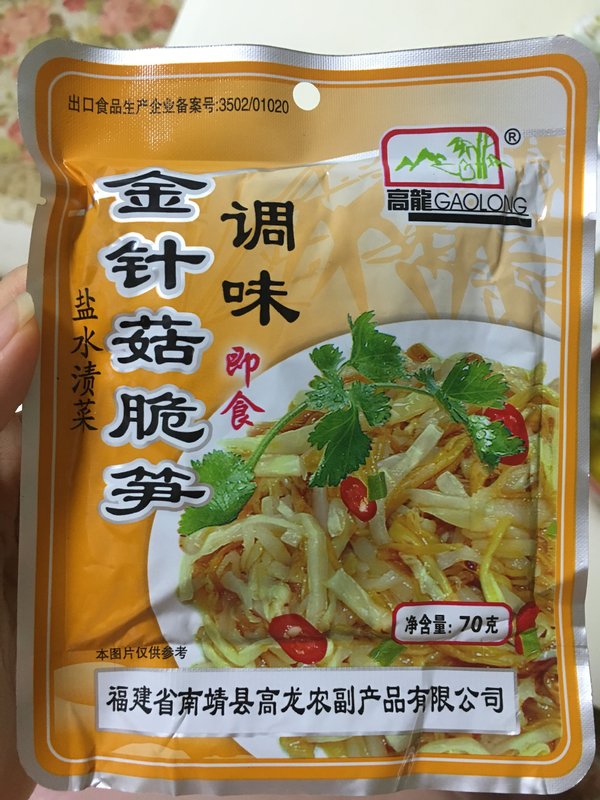 出口食品生产企业备案号:3502/01020
®
高龍GAOLONG
金针菇脆笋
调味
即食
盐水渍菜
净含量: 70克
本图片仅供参考
福建省南靖县高龙农副产品有限公司